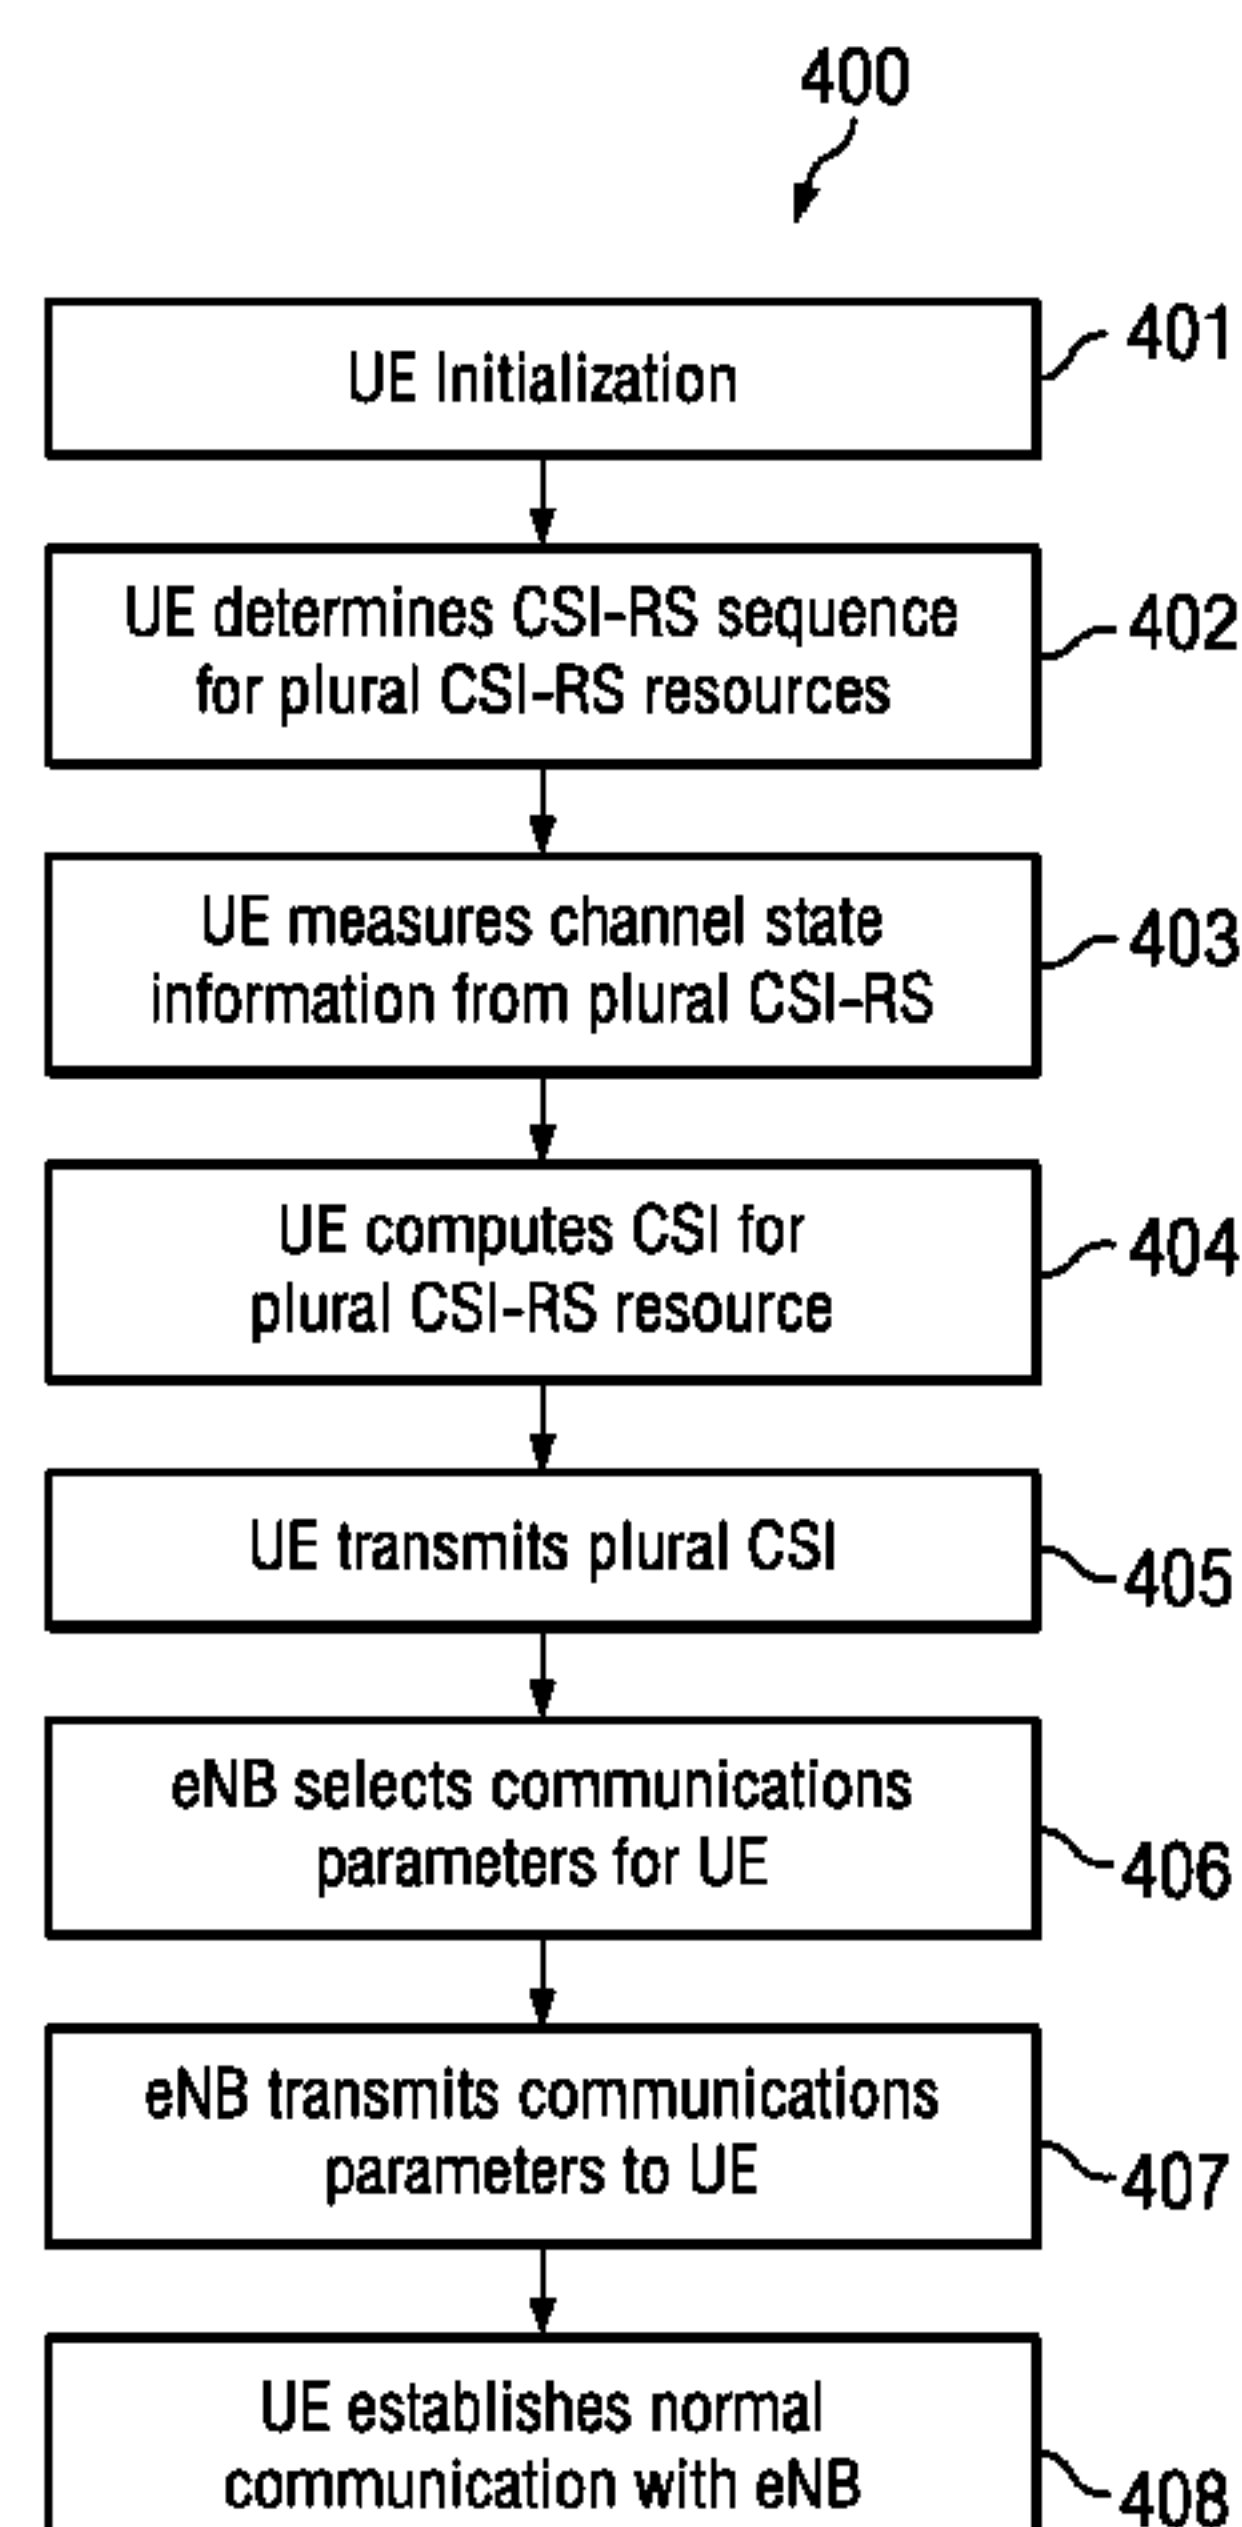 400
UE Initialization
401
UE determines CSI-RS sequence
for plural CSI-RS resources
402
UE measures channel state
information from plural CSI-RS
403
UE computes CSI for
plural CSI-RS resource
404
UE transmits plural CSI
405
eNB selects communications
parameters for UE
406
eNB transmits communications
parameters to UE
407
UE establishes normal
communication with eNB
408